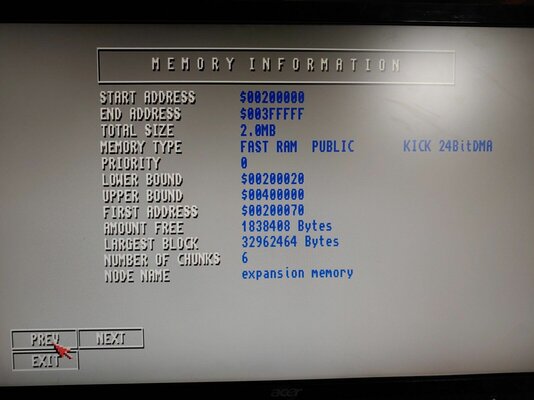 MEMORY INFORMATION
START ADDRESS $00200000
END ADDRESS $003FFFFF
TOTAL SIZE 2.0MB
MEMORY TYPE FAST RAM PUBLIC KICK 24BitDMA
PRIORITY 0
LOWER BOUND $00200020
UPPER BOUND $00400000
FIRST ADDRESS $00200070
AMOUNT FREE 1838408 Bytes
LARGEST BLOCK 32962464 Bytes
NUMBER OF CHUNKS 6
NODE NAME expansion memory
PREV NEXT
EXIT
acer